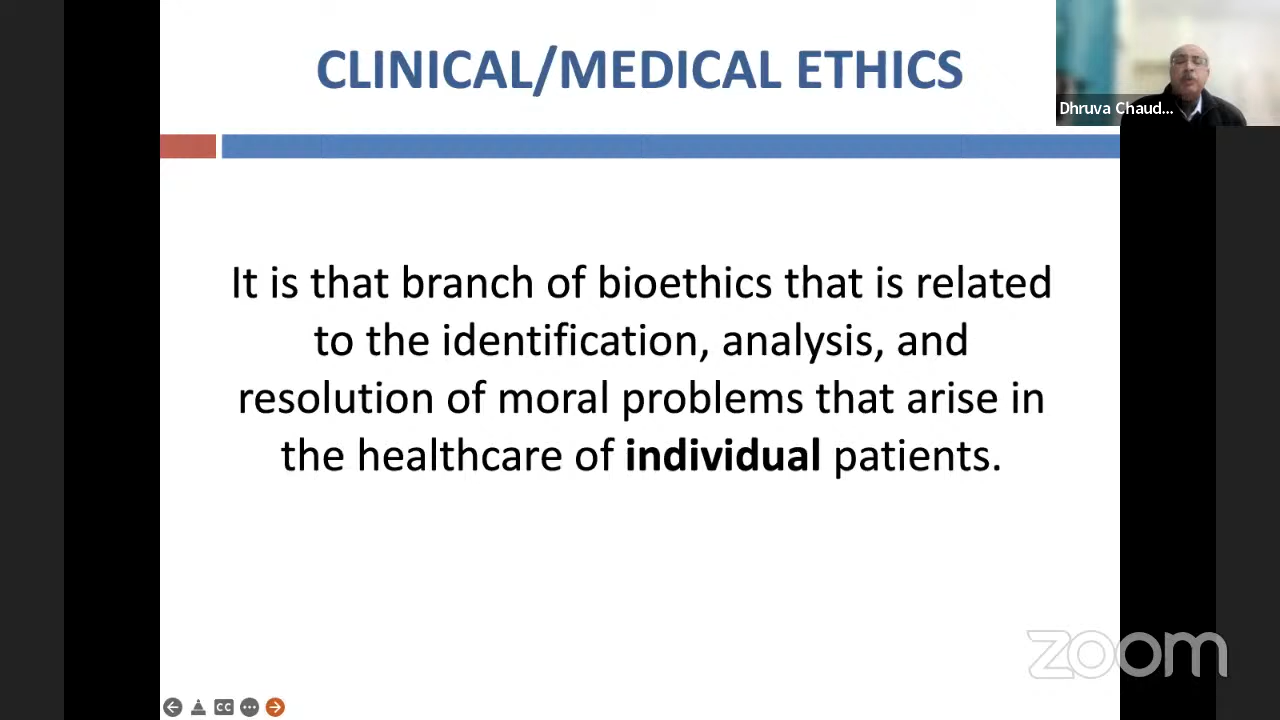 CLINICAL/MEDICAL ETHICS
Dhruva Chaud...
It is that branch of bioethics that is related
to the identification, analysis, and
resolution of moral problems that arise in
the healthcare of individual patients.
zoom
CC